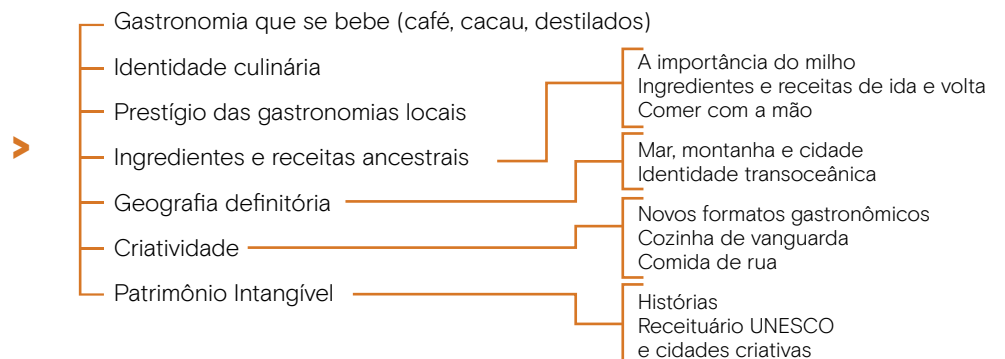 Gastronomia que se bebe (café, cacau, destilados)
Identidade culinária
Prestígio das gastronomias locais
Ingredientes e receitas ancestrais
A importância do milho
Ingredientes e receitas de ida e volta
Comer com a mão
Geografia definitória
Mar, montanha e cidade
Identidade transoceânica
Criatividade
Novos formatos gastronômicos
Cozinha de vanguarda
Comida de rua
Patrimônio Intangível
Histórias
Receituário UNESCO
e cidades criativas